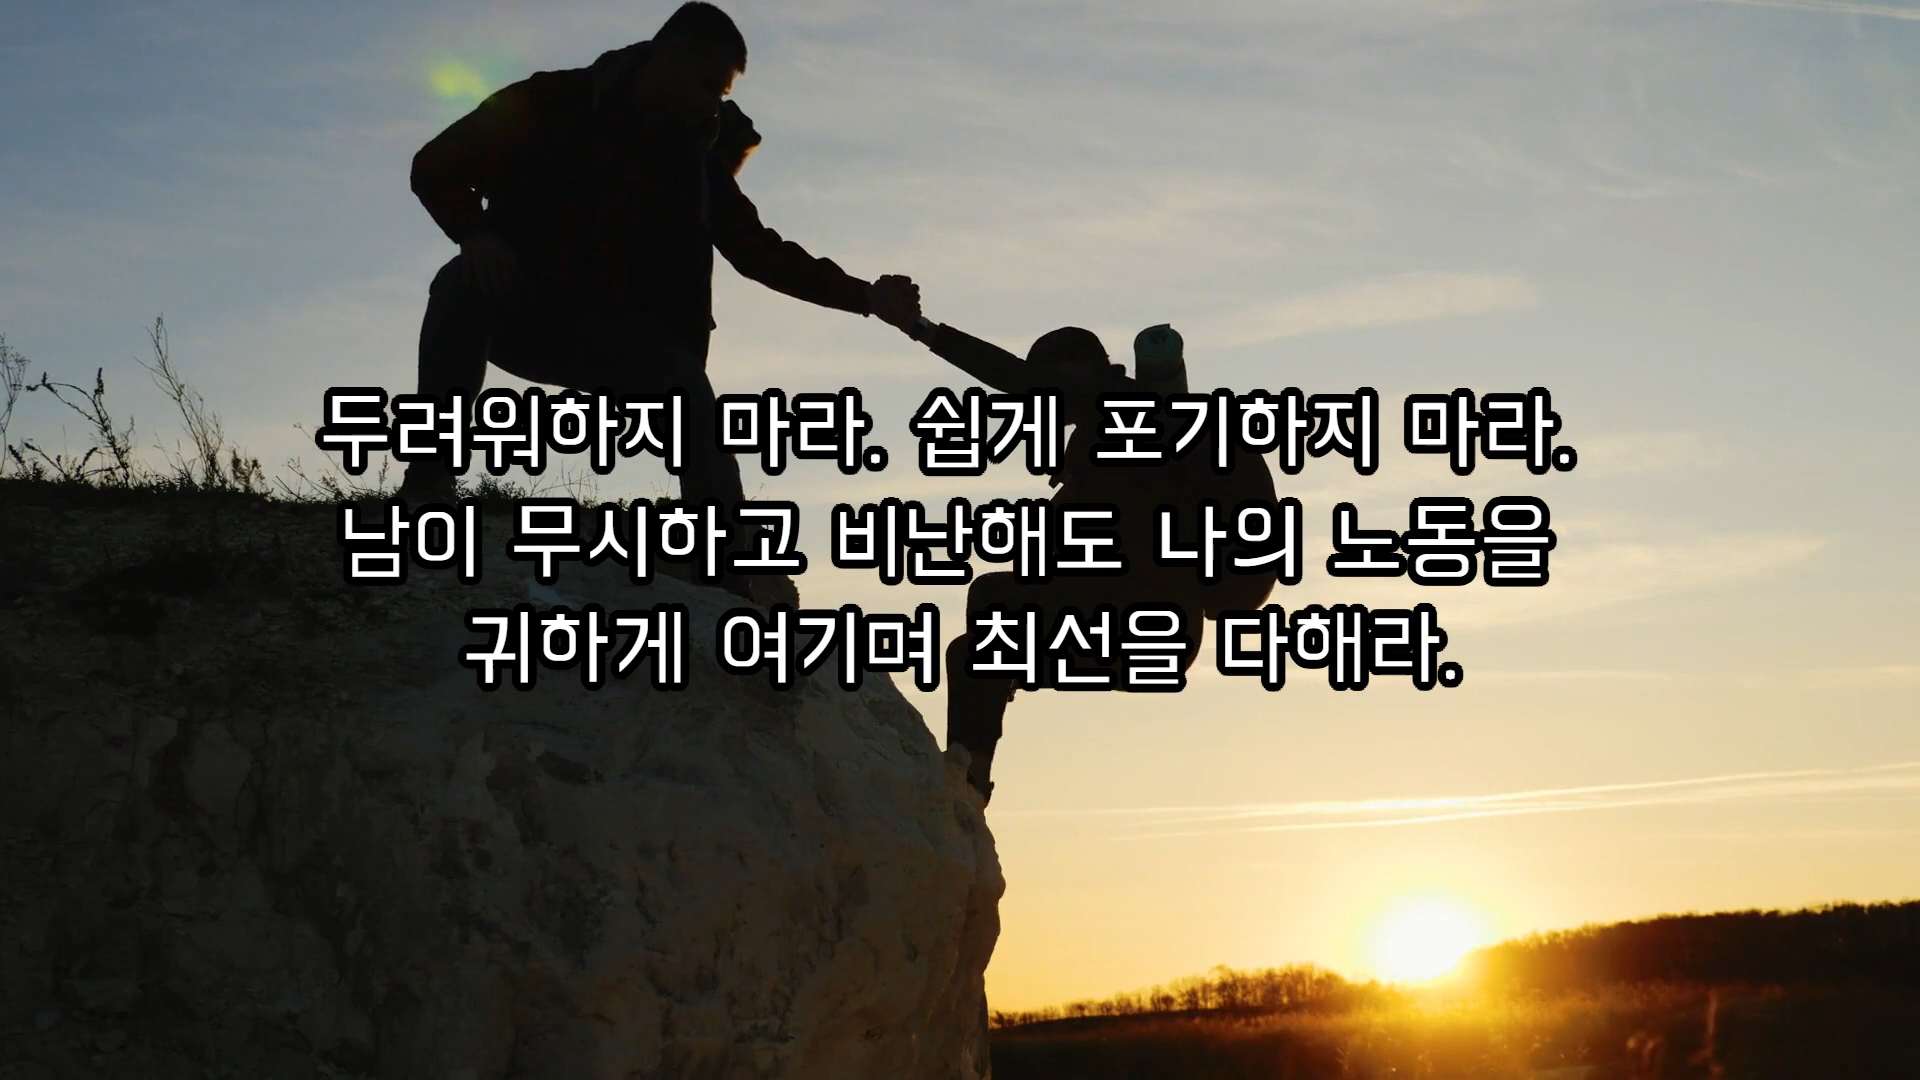 두려워하지 마라. 쉽게 포기하지 마라.
남이 무시하고 비난해도 나의 노동을
귀하게 여기며 최선을 다해라.